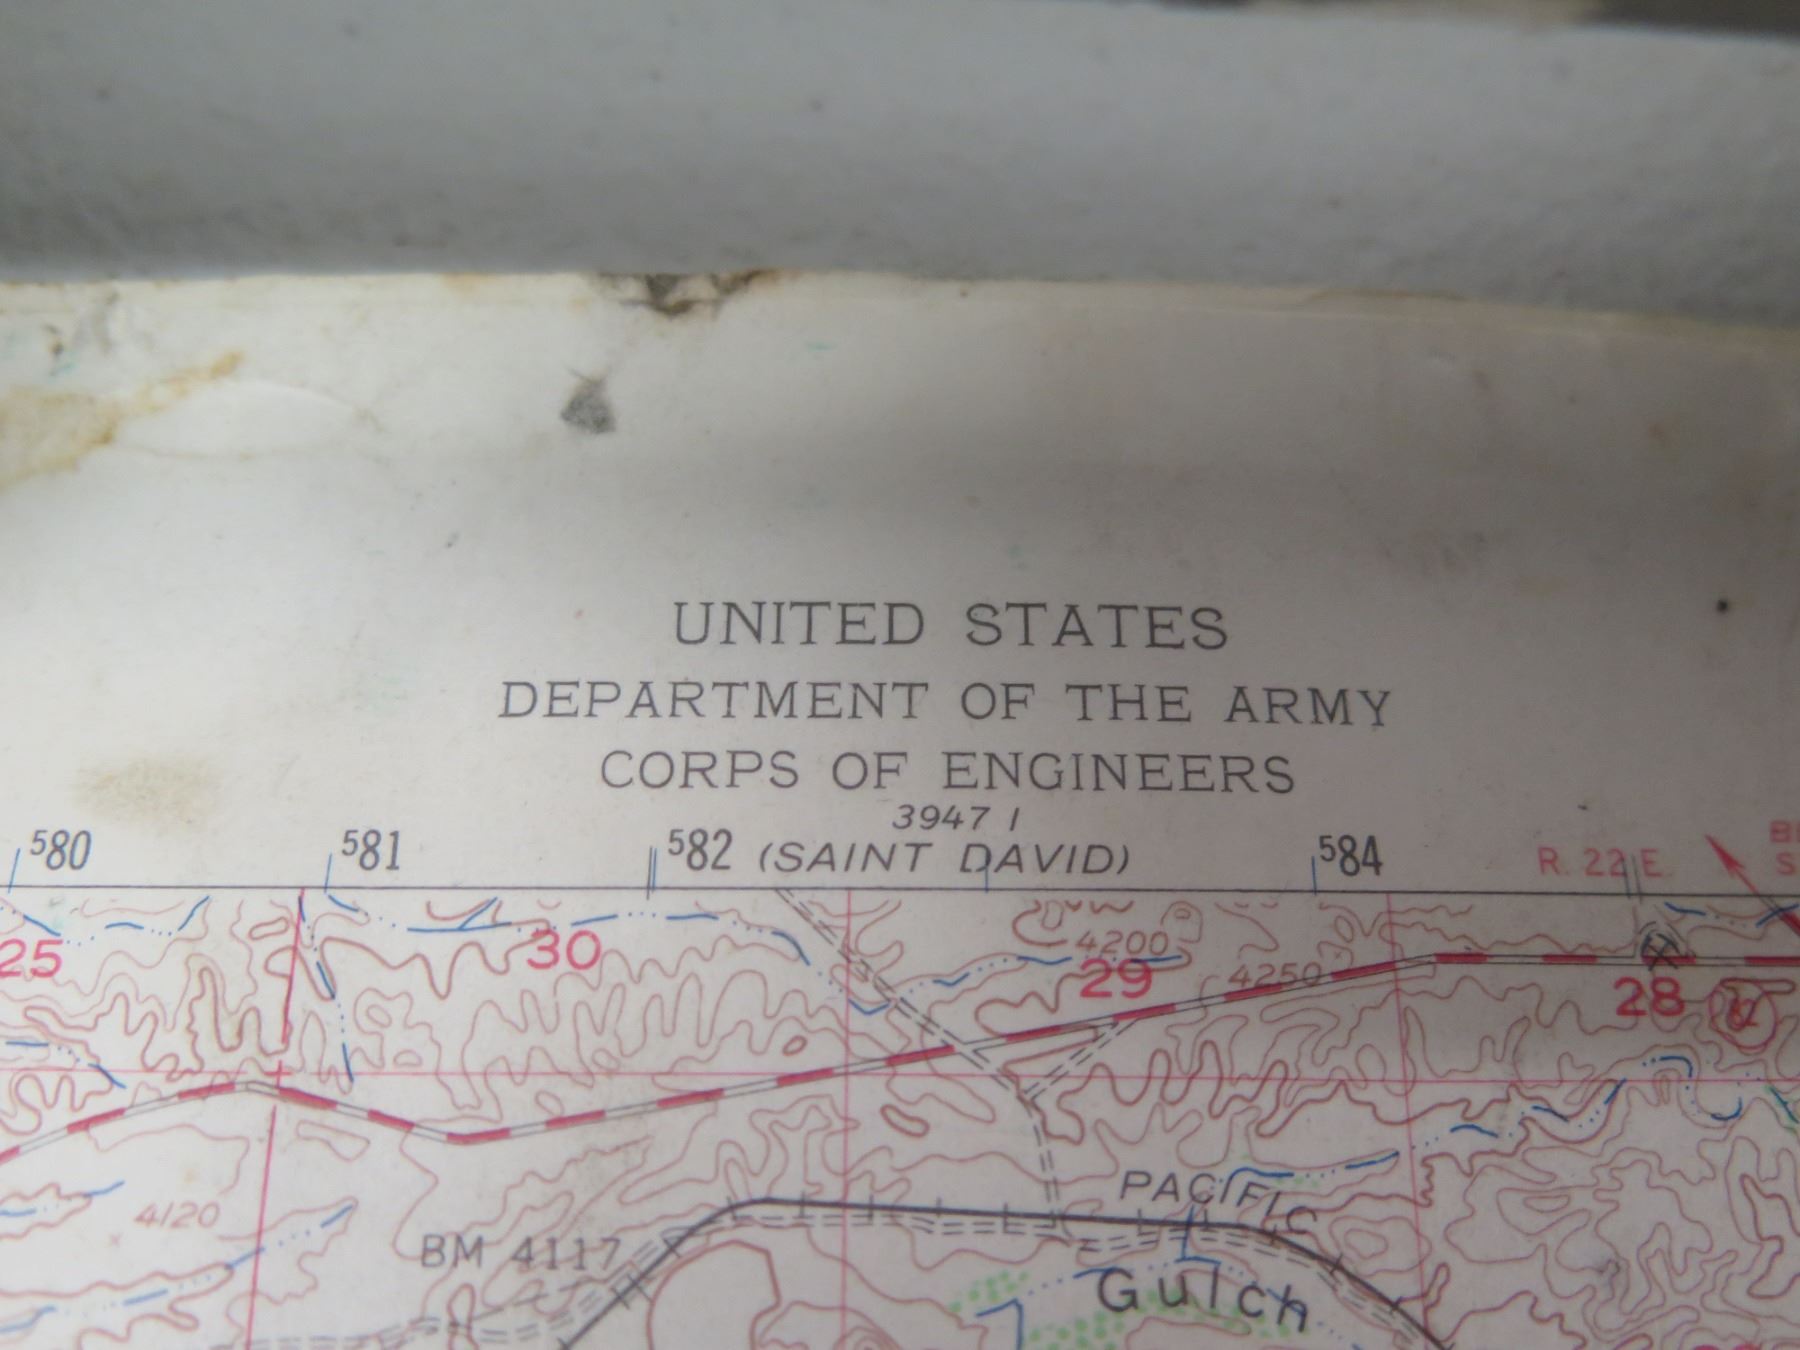 UNITED STATES
DEPARTMENT OF THE ARMY
CORPS OF ENGINEERS
3947 I
580 581 582 (SAINT DAVID) 584 R. 22 E.
25 30 4200 29 4250 28
4120
BM 4117 PACIFIC
Gulch